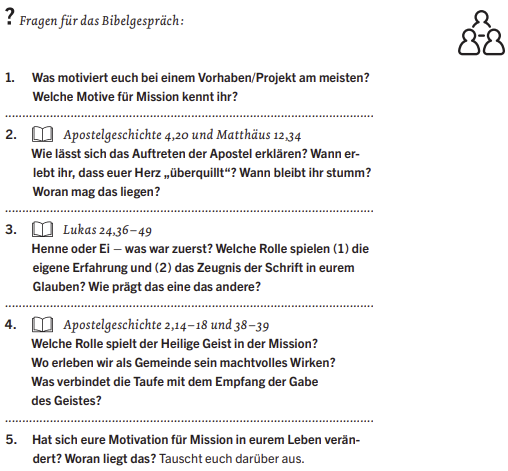 ? Fragen für das Bibelgespräch:
1. Was motiviert euch bei einem Vorhaben/Projekt am meisten?
Welche Motive für Mission kennt ihr?
2. Apostelgeschichte 4,20 und Matthäus 12,34
Wie lässt sich das Auftreten der Apostel erklären? Wann er-
lebt ihr, dass euer Herz „überquillt“? Wann bleibt ihr stumm?
Woran mag das liegen?
3. Lukas 24,36–49
Henne oder Ei – was war zuerst? Welche Rolle spielen (1) die
eigene Erfahrung und (2) das Zeugnis der Schrift in eurem
Glauben? Wie prägt das eine das andere?
4. Apostelgeschichte 2,14–18 und 38–39
Welche Rolle spielt der Heilige Geist in der Mission?
Wo erleben wir als Gemeinde sein machtvolles Wirken?
Was verbindet die Taufe mit dem Empfang der Gabe
des Geistes?
5. Hat sich eure Motivation für Mission in eurem Leben verän-
dert? Woran liegt das? Tauscht euch darüber aus.